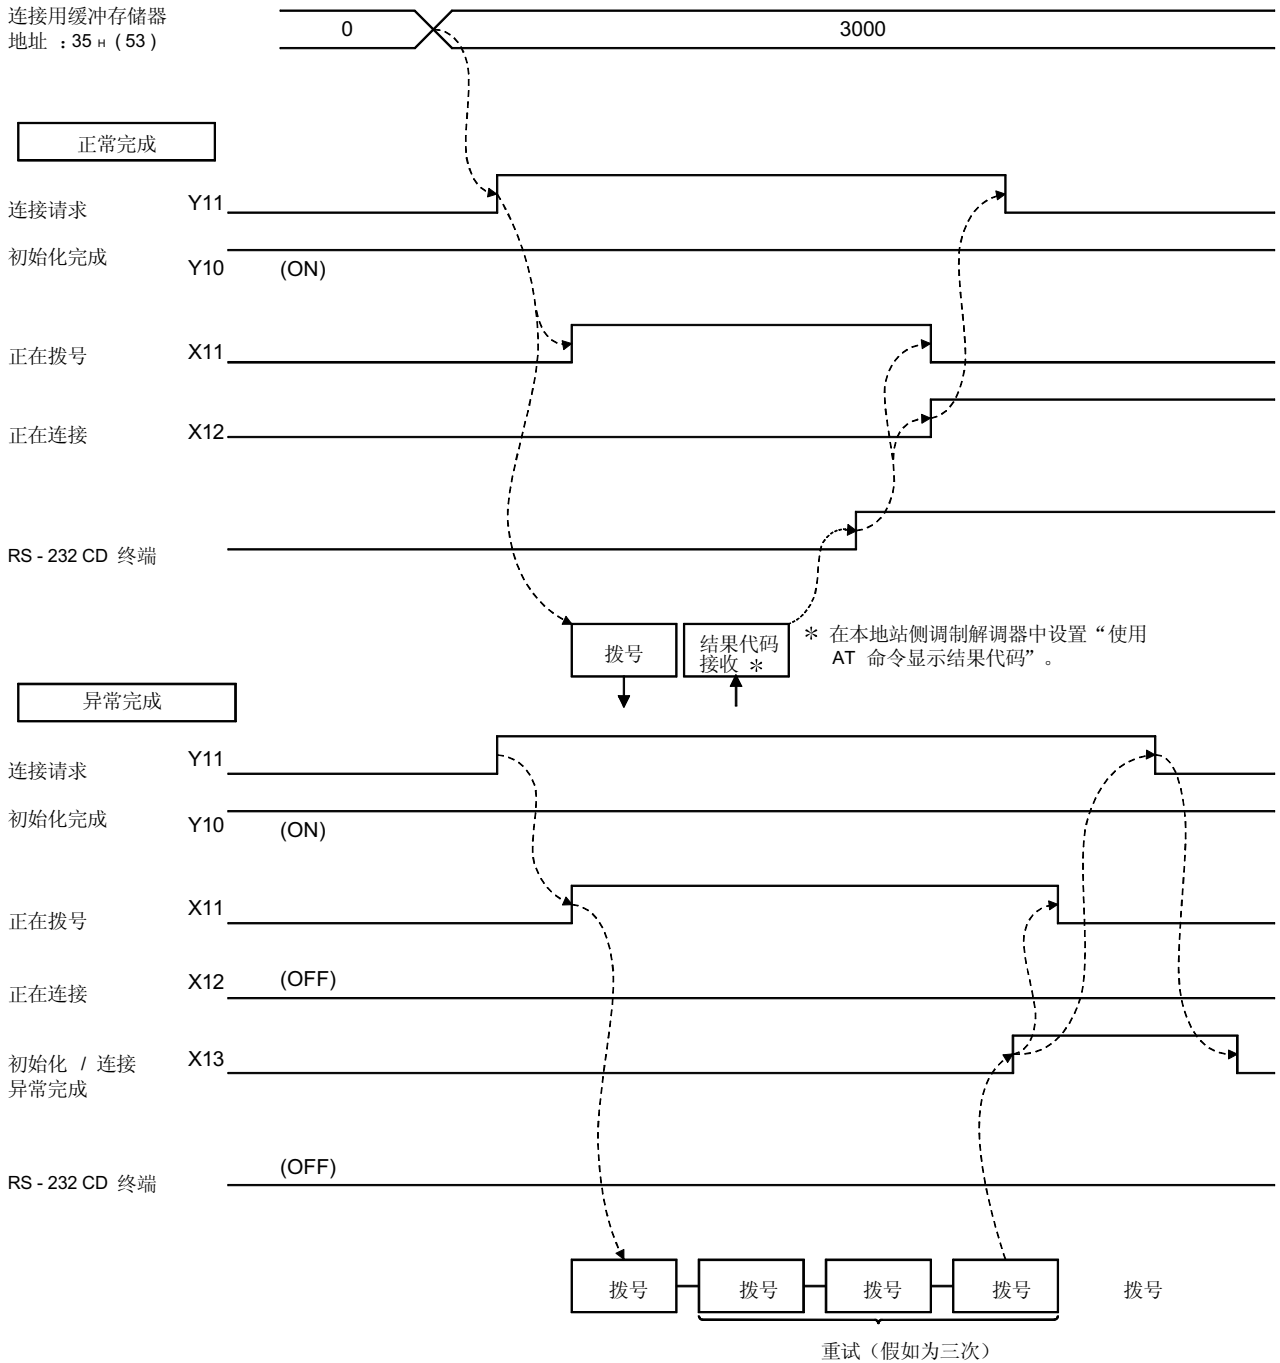 连接用缓冲存储器
地址 :35 H ( 53 )
0
3000
正常完成
连接请求 Y11
初始化完成 Y10 (ON)
正在拨号 X11
正在连接 X12
RS - 232 CD 终端
拨号
结果代码
接收 *
* 在本地站侧调制解调器中设置“使用
AT 命令显示结果代码”。
异常完成
连接请求 Y11
初始化完成 Y10 (ON)
正在拨号 X11
正在连接 X12 (OFF)
初始化 / 连接 X13
异常完成
RS - 232 CD 终端 (OFF)
拨号 拨号 拨号 拨号 拨号
重试（假如为三次）